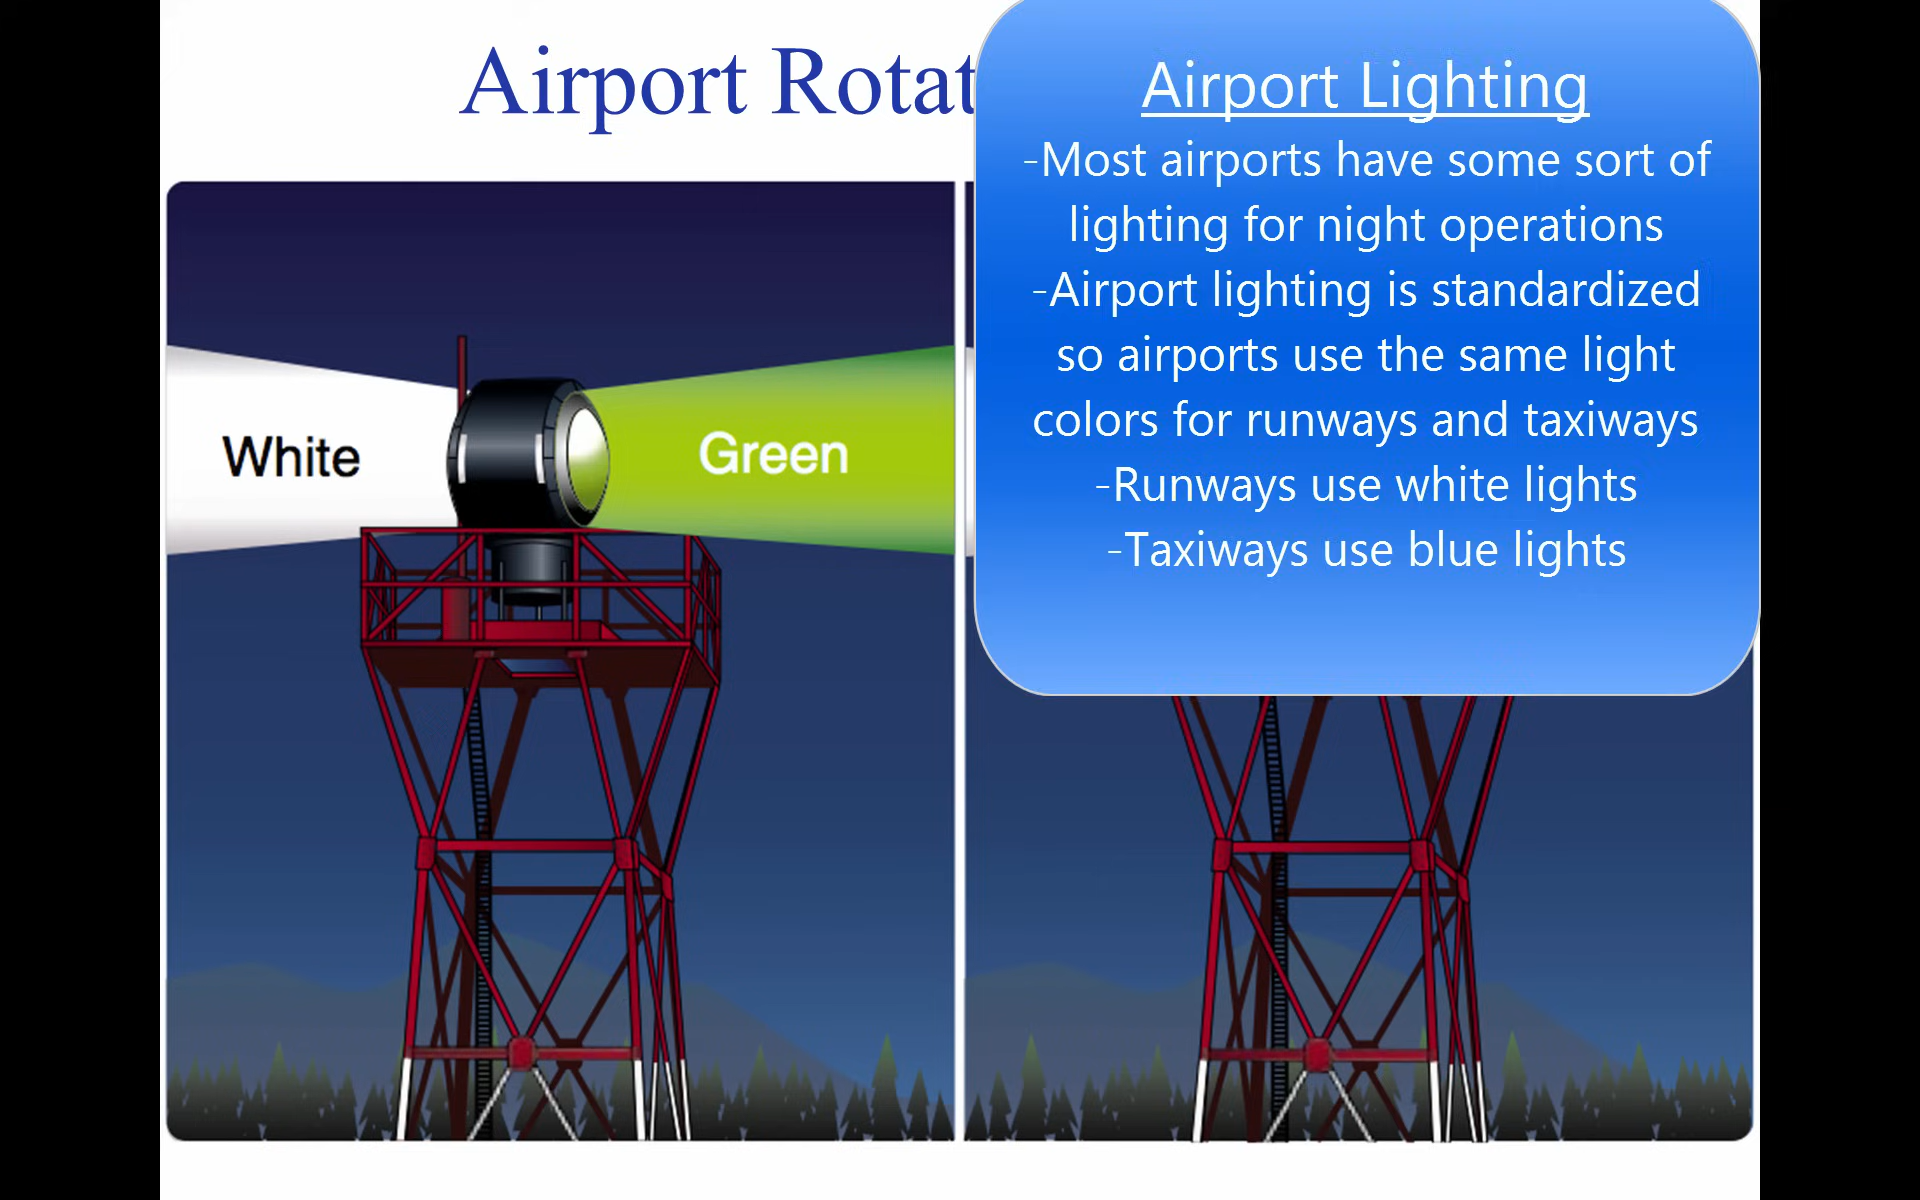 Airport Rotat
Airport Lighting
-Most airports have some sort of
lighting for night operations
-Airport lighting is standardized
so airports use the same light
colors for runways and taxiways
-Runways use white lights
-Taxiways use blue lights
White
Green